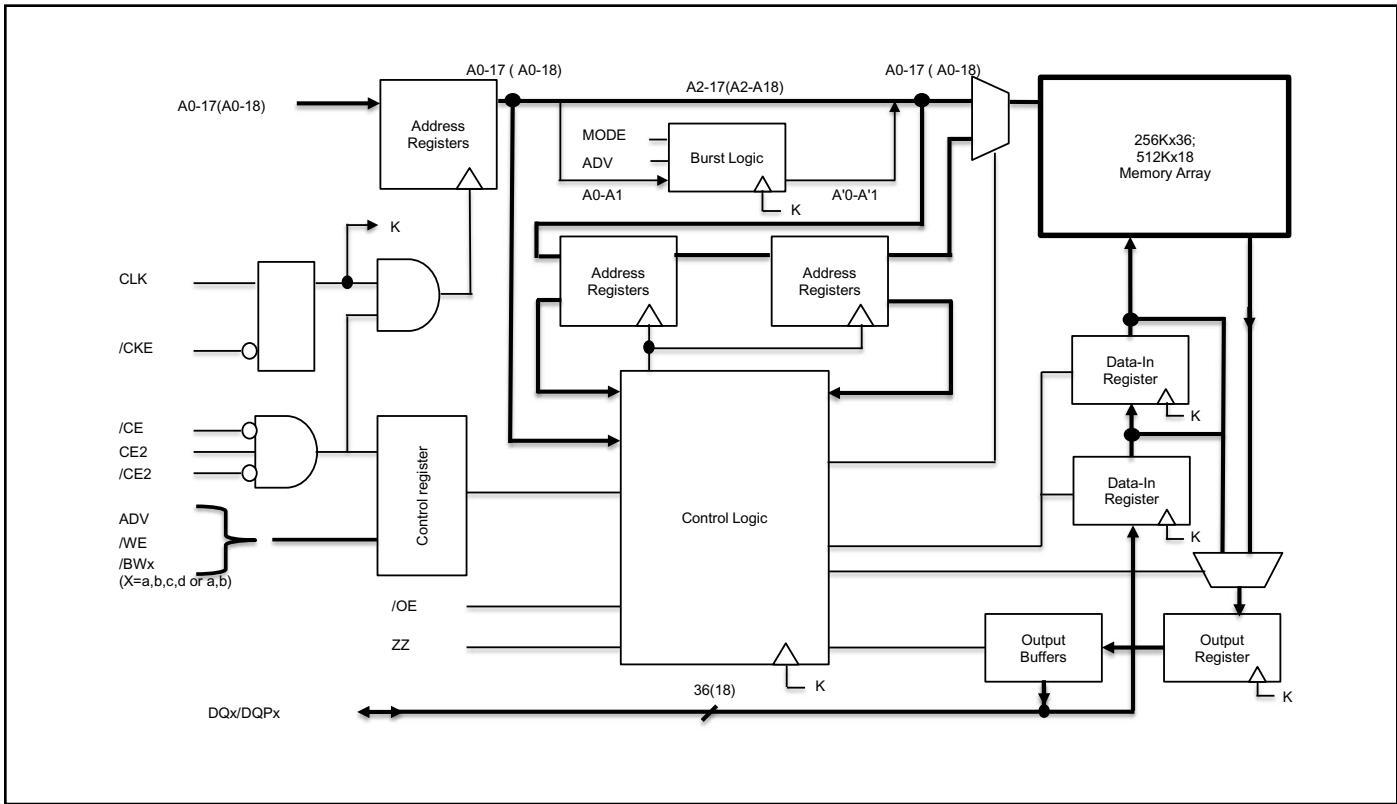 A0-17 ( A0-18)
A2-17(A2-A18)
A0-17 ( A0-18)
A0-17(A0-18)
Address
Registers
MODE
ADV
Burst Logic
A0-A1
A'0-A'1
K
256Kx36;
512Kx18
Memory Array
K
CLK
/CKE
Address
Registers
Address
Registers
Data-In
Register
K
/CE
CE2
/CE2
Control register
Control Logic
Data-In
Register
K
ADV
/WE
/BWx
(X=a,b,c,d or a,b)
/OE
ZZ
K
Output
Buffers
Output
Register
K
36(18)
DQx/DQPx